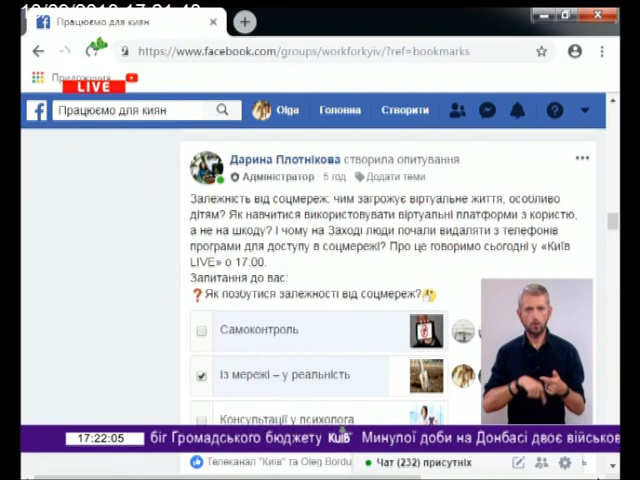 Працюємо для киян
https://www.facebook.com/groups/workforkyiv/?ref=bookmarks
Приложения
LIVE
Працюємо для киян
Olga Головна Створити
Дарина Плотнікова створила опитування.
Адміністратор · 5 год · Додати теми
Залежність від соцмереж: чим загрожує віртуальне життя, особливо
дітям? Як навчитися використовувати віртуальні платформи з користю,
а не на шкоду? І чому на Заході люди почали видаляти з телефонів
програми для доступу в соцмережі? Про це говоримо сьогодні у «Київ
LIVE» о 17:00.
Запитання до вас:
❓Як позбутися залежності від соцмереж?🤔
Самоконтроль
Із мережі – у реальність
Консультації у психолога
17:22:05 біг Громадського бюджету Київ Минулої доби на Донбасі двоє військов
Телеканал "Київ" та Oleg Bordu
Чат (232) присутніх